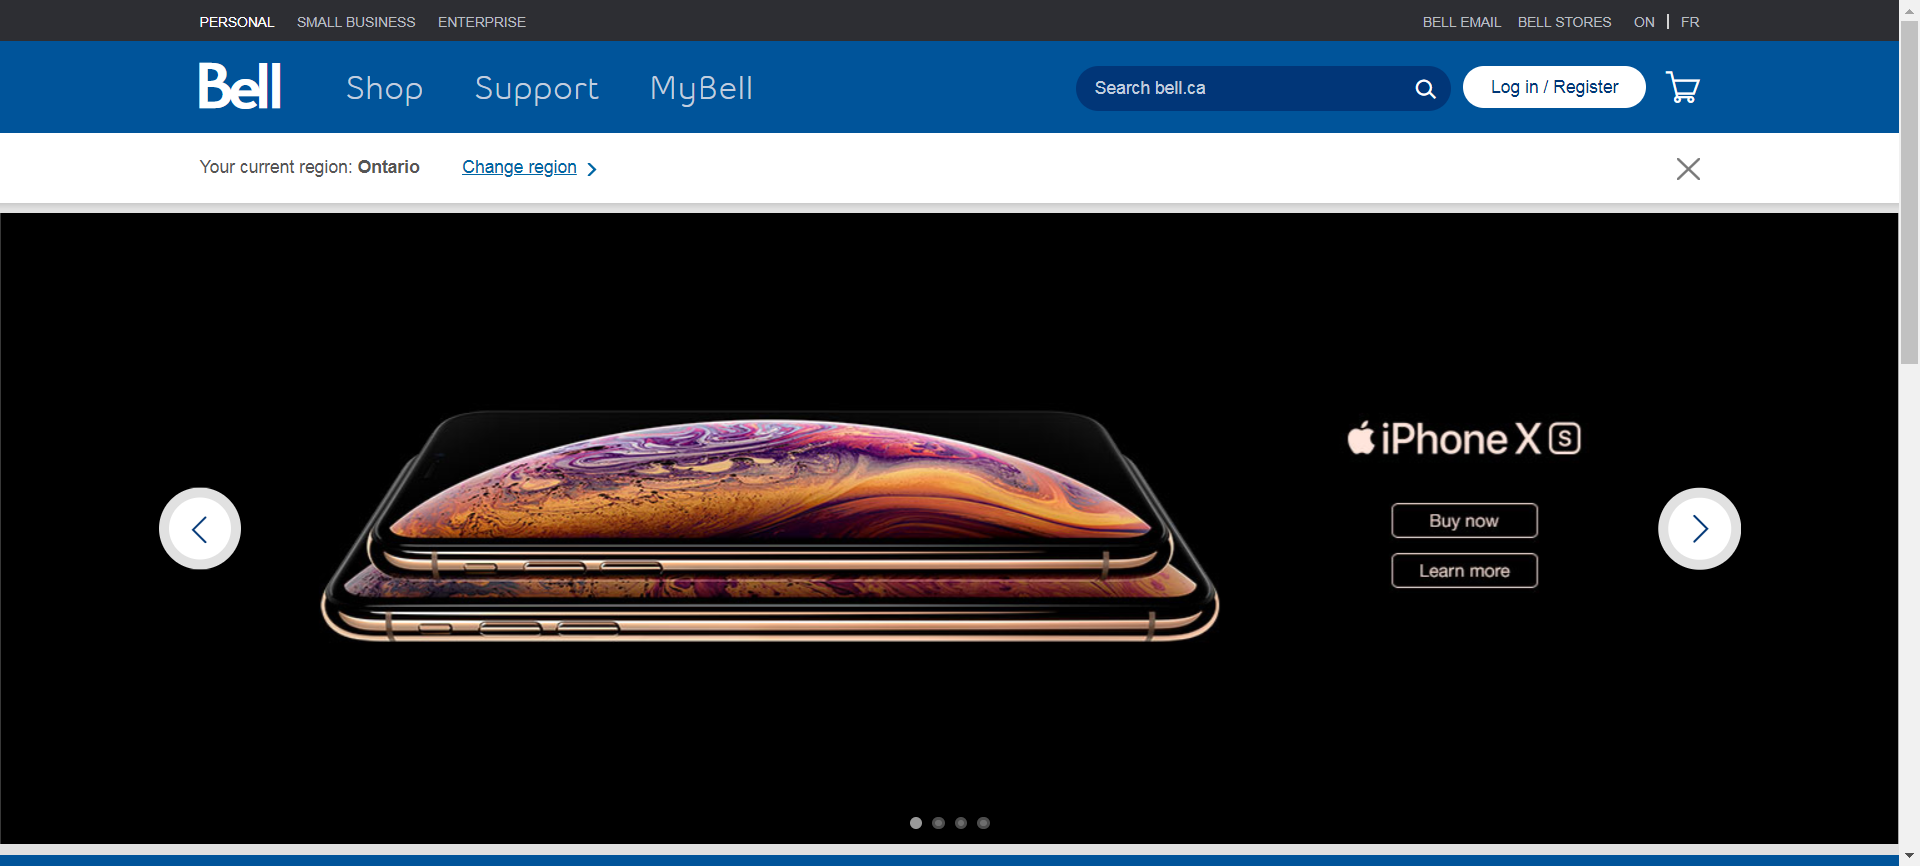 PERSONAL SMALL BUSINESS ENTERPRISE BELL EMAIL BELL STORES ON FR
Bell Shop Support MyBell Search bell.ca Log in / Register
Your current region: Ontario Change region
iPhone XS
Buy now
Learn more